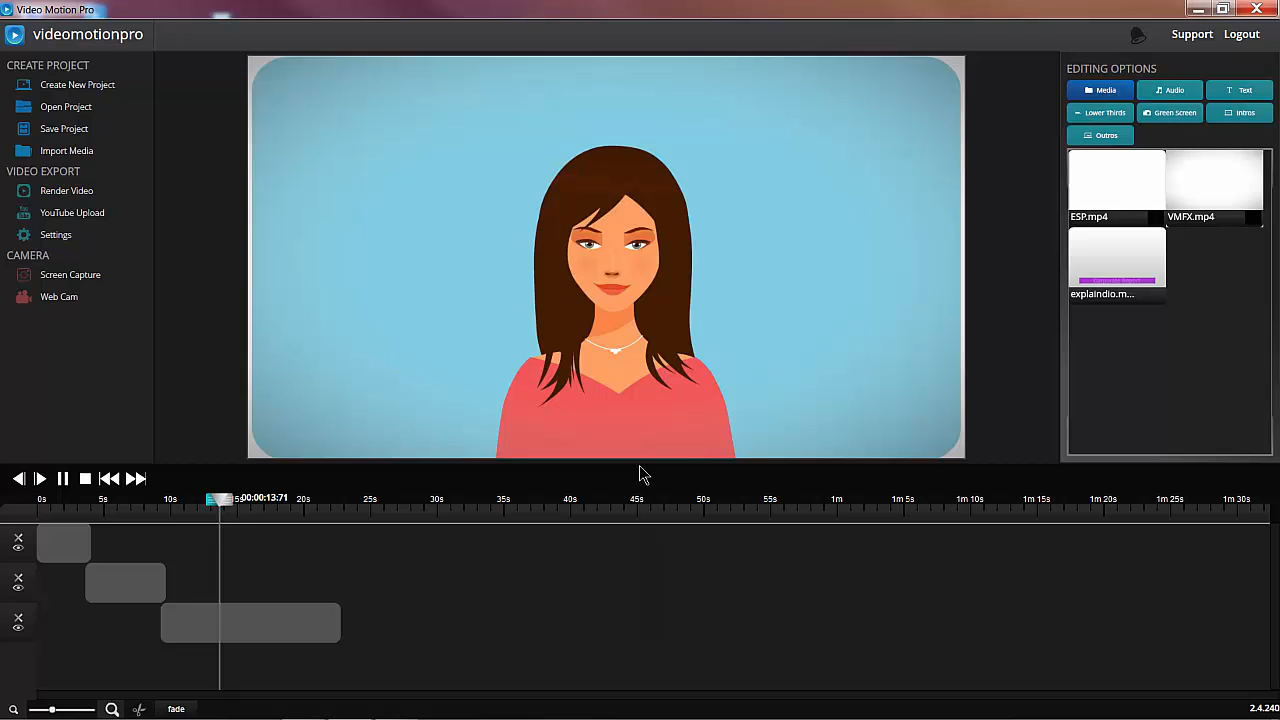 Video Motion Pro
videomotionpro
Support Logout
CREATE PROJECT
Create New Project
Open Project
Save Project
Import Media
VIDEO EXPORT
Render Video
YouTube Upload
Settings
CAMERA
Screen Capture
Web Cam
EDITING OPTIONS
Media Audio Text
Lower Thirds Green Screen Intros
Outros
ESP.mp4 VMFX.mp4
explaindio.m...
0s 5s 10s 00:00:13:71 20s 25s 30s 35s 40s 45s 50s 55s 1m 1m 5s 1m 10s 1m 15s 1m 20s 1m 25s 1m 30s
fade
2.4.240